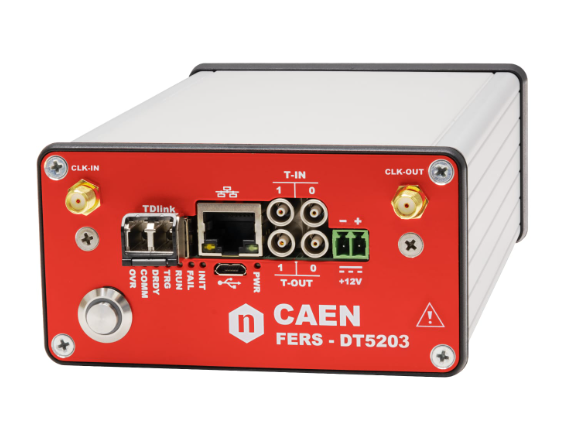 CLK-IN
T-IN
CLK-OUT
1 0
TDlink
- +
OVR
COMM
DRDY
TRG
RUN
FAIL
INIT
PWR
1 0
T-OUT
+12V
n
CAEN
FERS - DT5203